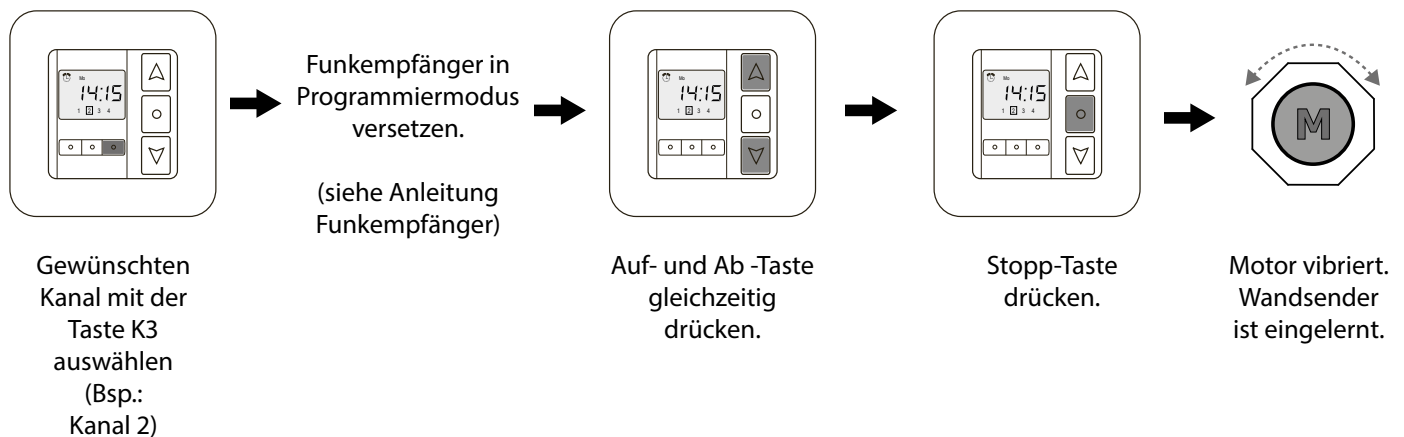 Mo
14:15
1 2 3 4
Gewünschten
Kanal mit der
Taste K3
auswählen
(Bsp.:
Kanal 2)
Funkempfänger in
Programmiermodus
versetzen.
(siehe Anleitung
Funkempfänger)
Mo
14:15
1 2 3 4
Auf- und Ab -Taste
gleichzeitig
drücken.
Mo
14:15
1 2 3 4
Stopp-Taste
drücken.
M
Motor vibriert.
Wandsender
ist eingelernt.